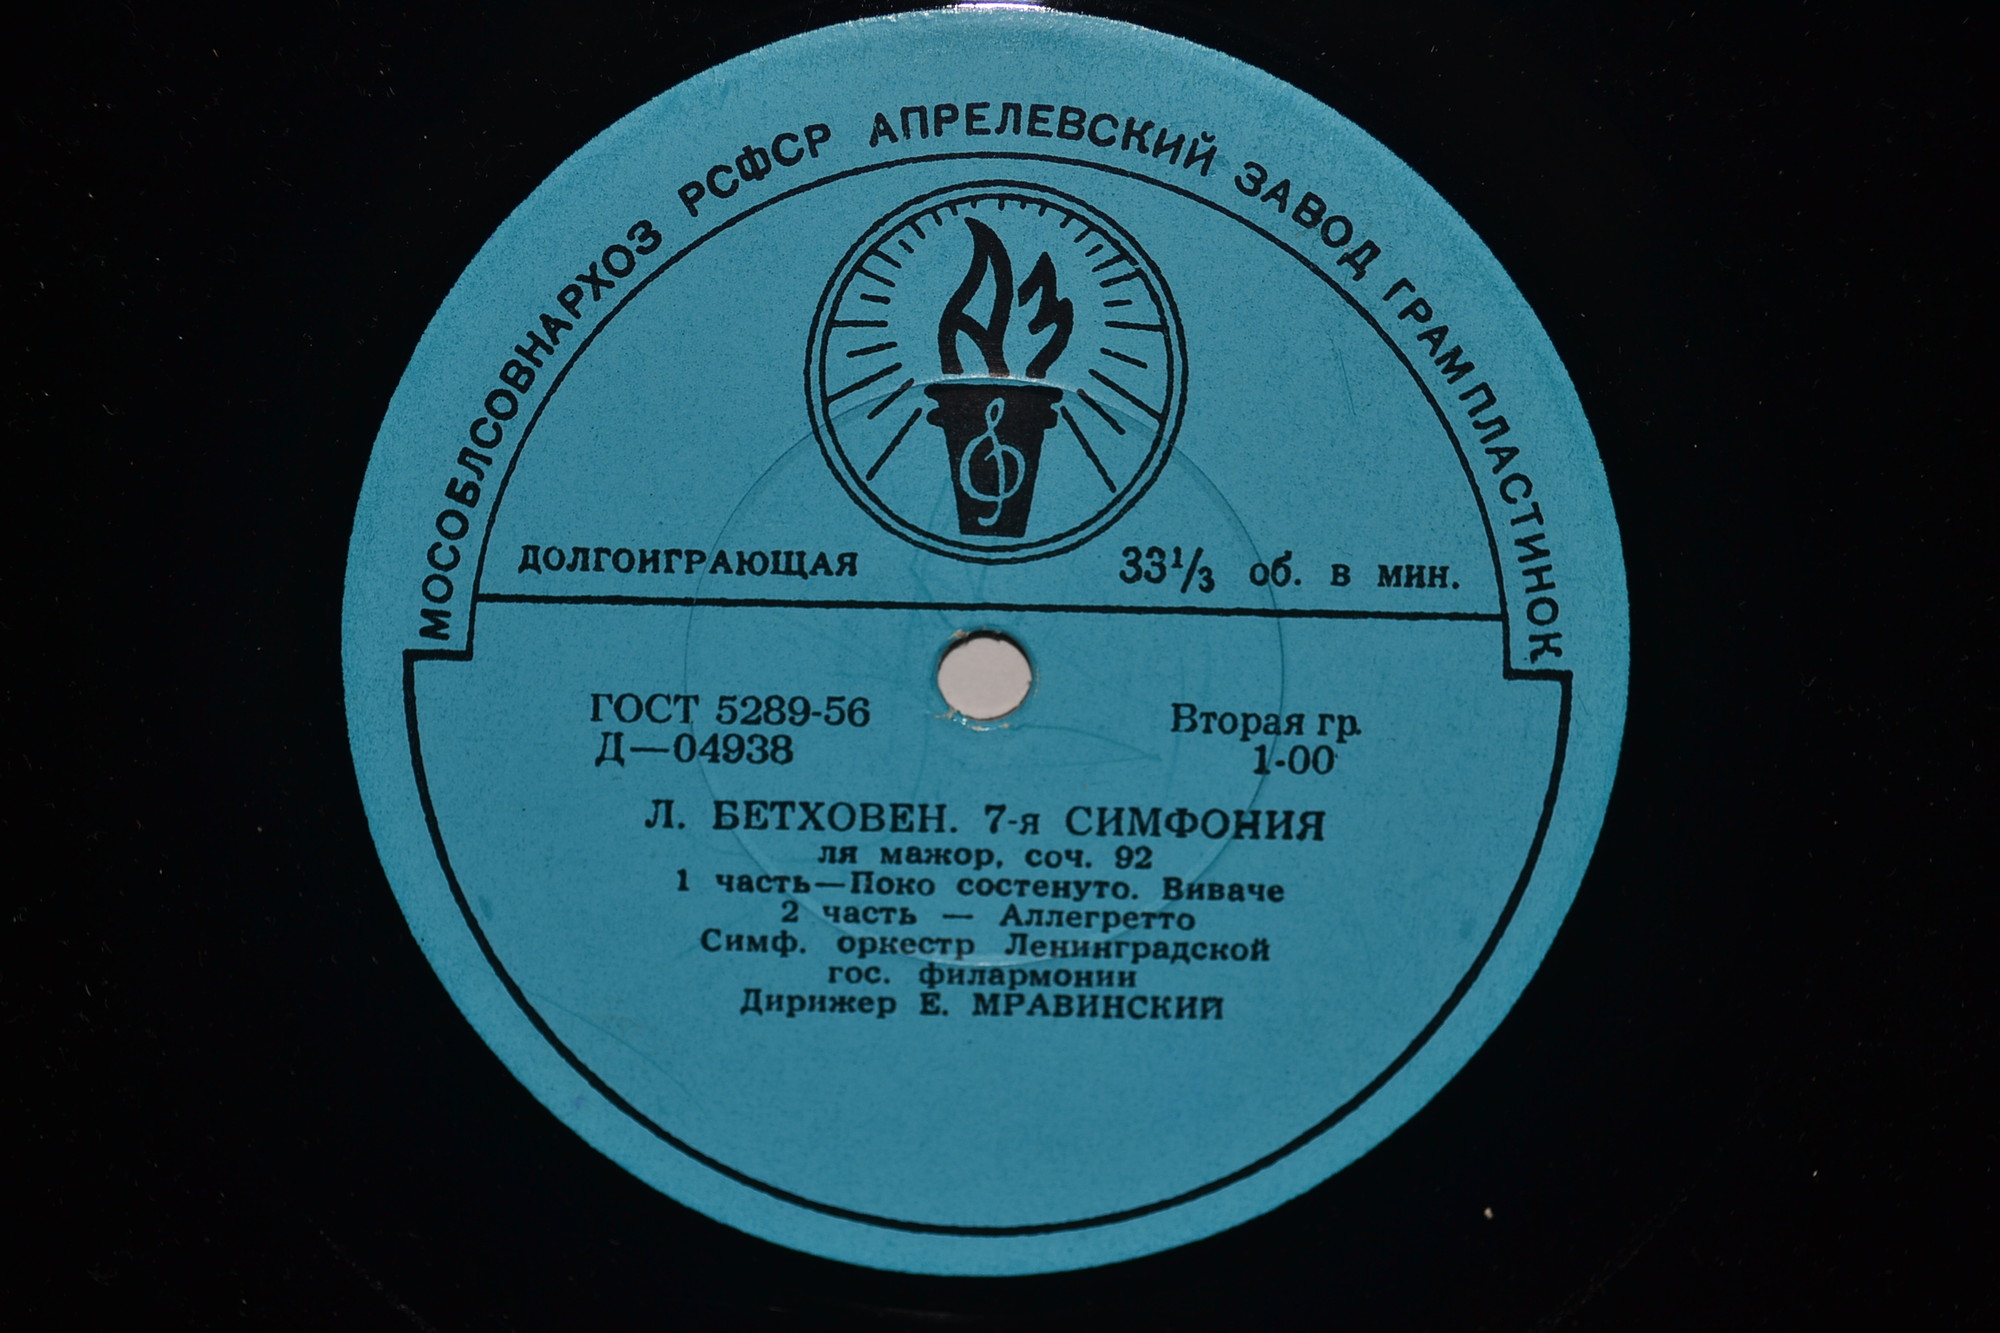 МОСОБЛСОВНАРХОЗ РСФСР АПРЕЛЕВСКИЙ ЗАВОД ГРАМПЛАСТИНОК
АЗ
ДОЛГОИГРАЮЩАЯ
33⅓ об. в мин.
ГОСТ 5289-56
Д—04938
Вторая гр.
1-00
Л. БЕТХОВЕН. 7-я СИМФОНИЯ
ля мажор, соч. 92
1 часть—Поко состенуто. Виваче
2 часть — Аллегретто
Симф. оркестр Ленинградской
гос. филармонии
Дирижер Е. МРАВИНСКИЙ